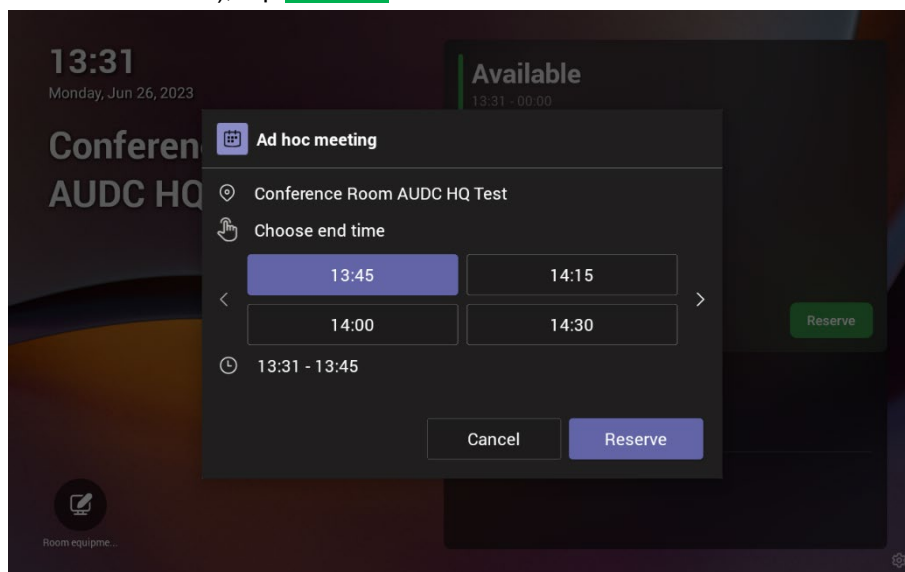 13:31
Monday, Jun 26, 2023
Available
13:31 - 00:00
Conferen
AUDC HQ
Ad hoc meeting
Conference Room AUDC HQ Test
Choose end time
13:45
14:15
14:00
14:30
13:31 - 13:45
Reserve
Cancel
Reserve
Room equipme...